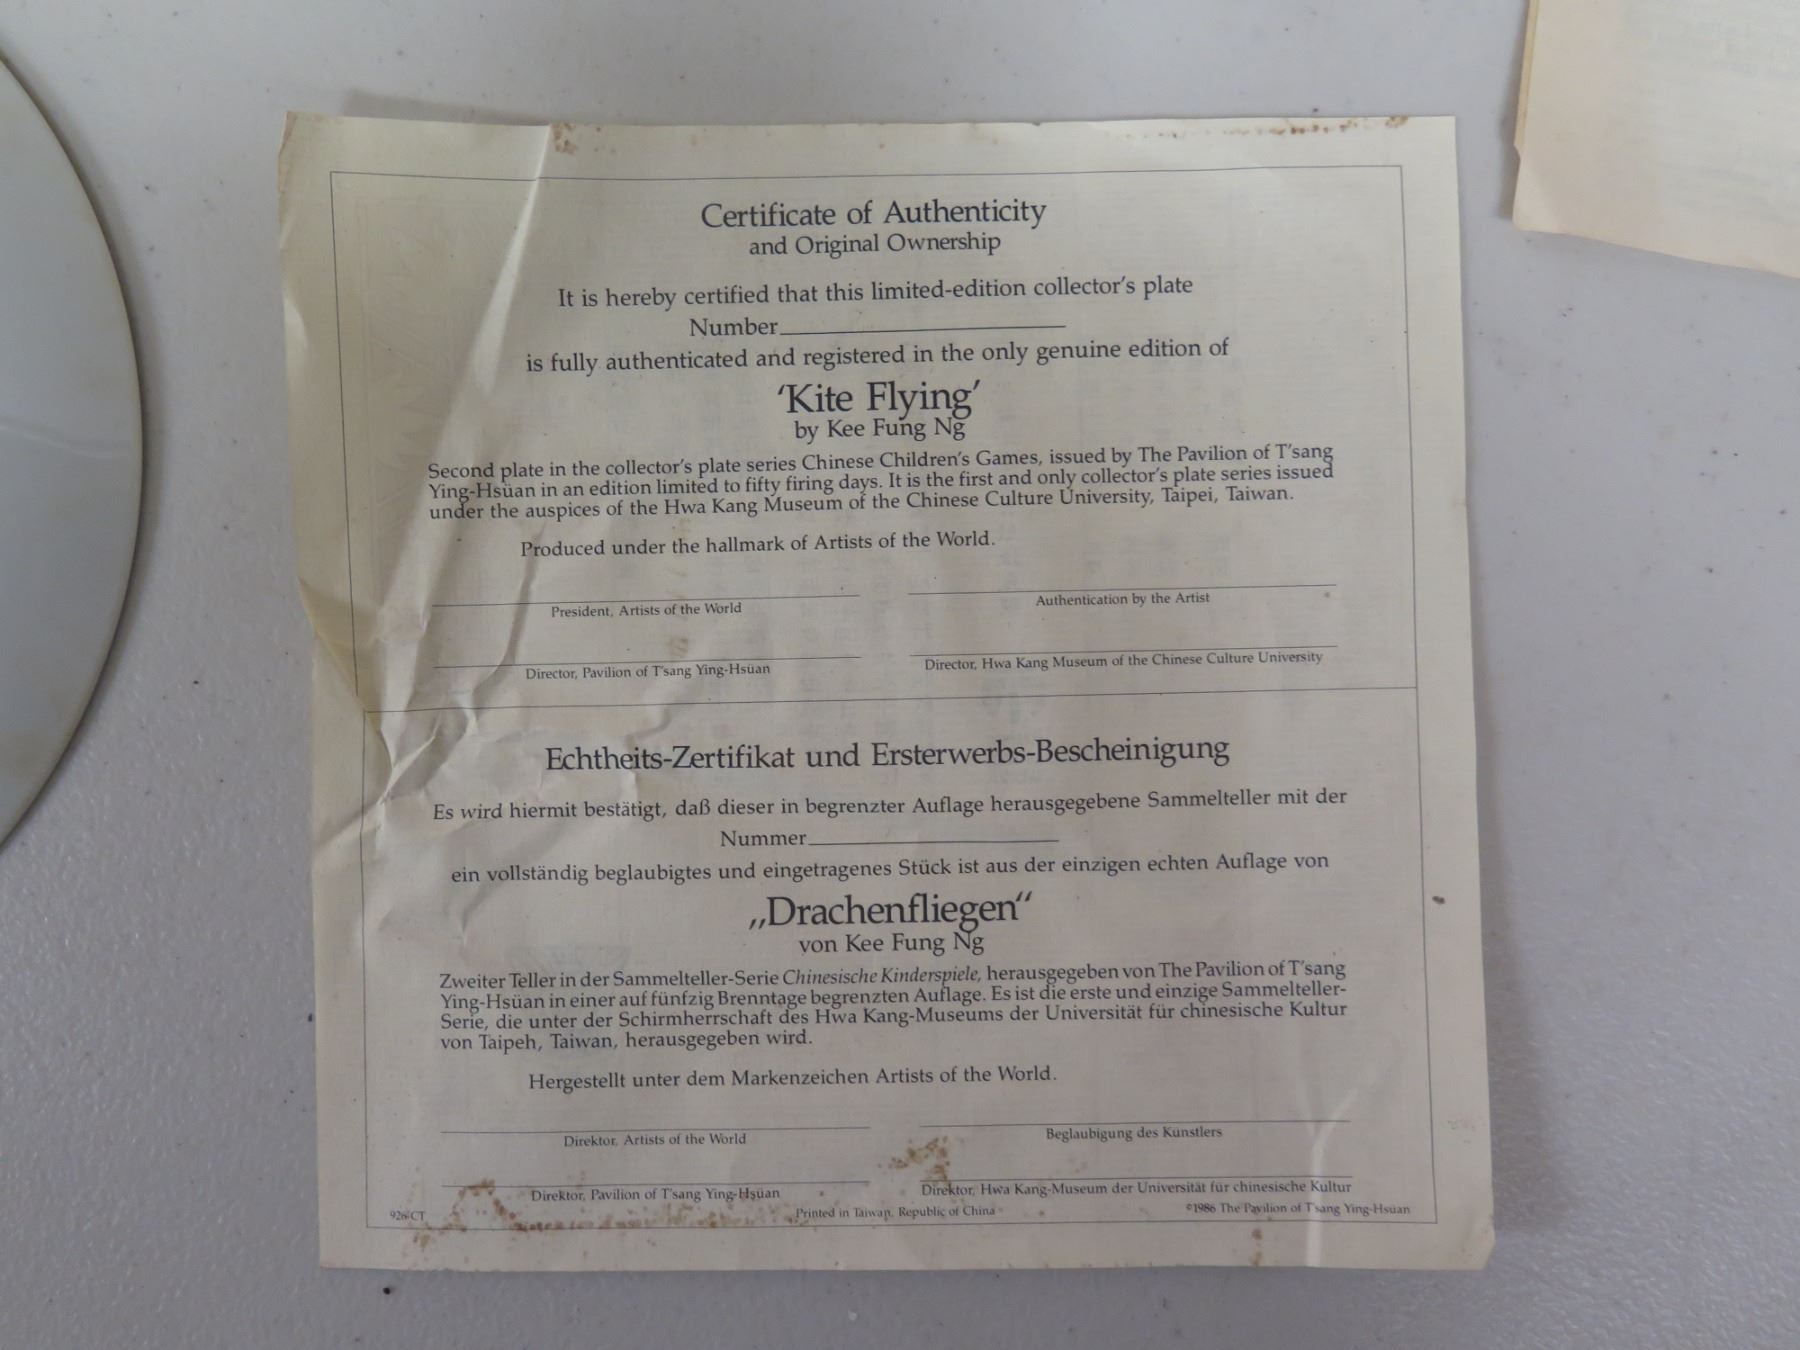 Certificate of Authenticity
and Original Ownership
It is hereby certified that this limited-edition collector's plate
Number
is fully authenticated and registered in the only genuine edition of
'Kite Flying'
by Kee Fung Ng
Second plate in the collector's plate series Chinese Children's Games, issued by The Pavilion of T'sang
Ying-Hsüan in an edition limited to fifty firing days. It is the first and only collector's plate series issued
under the auspices of the Hwa Kang Museum of the Chinese Culture University, Taipei, Taiwan.
Produced under the hallmark of Artists of the World.
President, Artists of the World
Authentication by the Artist
Director, Pavilion of T'sang Ying-Hsüan
Director, Hwa Kang Museum of the Chinese Culture University
Echtheits-Zertifikat und Ersterwerbs-Bescheinigung
Es wird hiermit bestätigt, daß dieser in begrenzter Auflage herausgegebene Sammelteller mit der
Nummer
ein vollständig beglaubigtes und eingetragenes Stück ist aus der einzigen echten Auflage von
„Drachenfliegen“
von Kee Fung Ng
Zweiter Teller in der Sammelteller-Serie Chinesische Kinderspiele, herausgegeben von The Pavilion of T'sang
Ying-Hsüan in einer auf fünfzig Brenntage begrenzten Auflage. Es ist die erste und einzige Sammelteller-
Serie, die unter der Schirmherrschaft des Hwa Kang-Museums der Universität für chinesische Kultur
von Taipeh, Taiwan, herausgegeben wird.
Hergestellt unter dem Markenzeichen Artists of the World.
Direktor, Artists of the World
Beglaubigung des Künstlers
Direktor, Pavilion of T'sang Ying-Hsüan
Direktor, Hwa Kang-Museum der Universität für chinesische Kultur
926-CT
Printed in Taiwan, Republic of China
©1986 The Pavilion of T'sang Ying-Hsüan